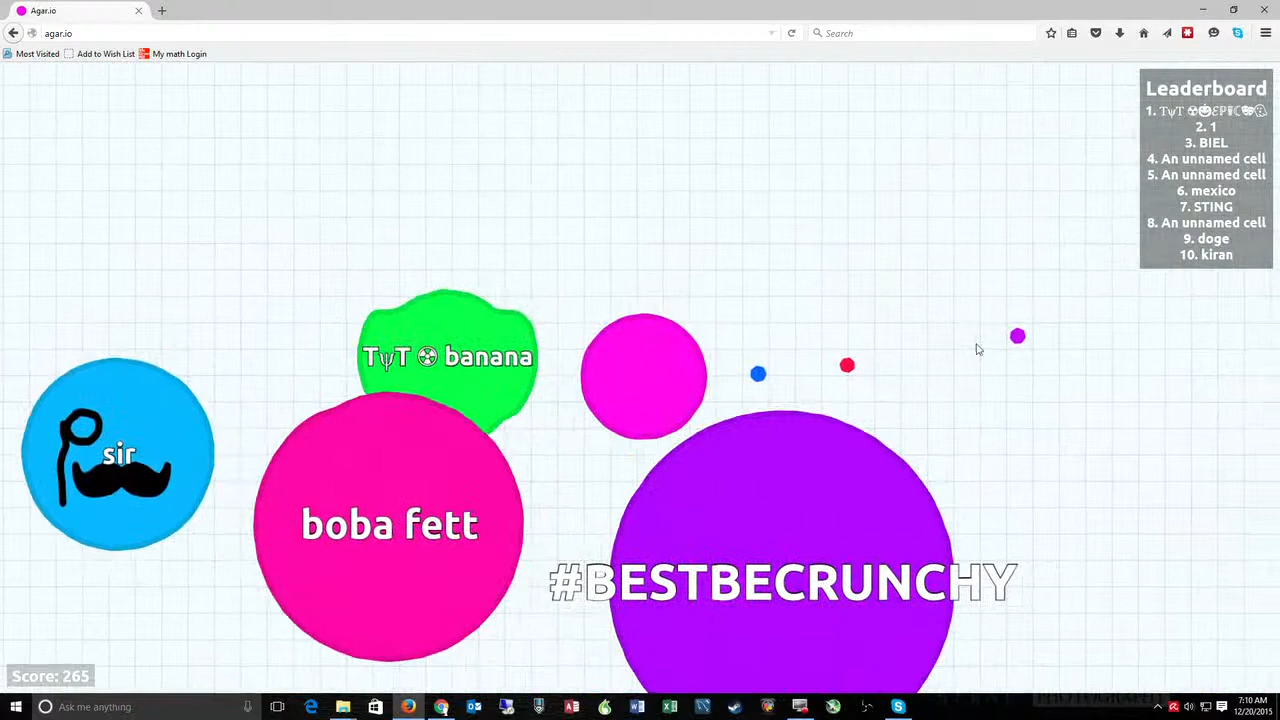 Agar.io
agar.io
Search
Most Visited
Add to Wish List
My math Login
Leaderboard
1. TψT ☢
2. 1
3. BIEL
4. An unnamed cell
5. An unnamed cell
6. mexico
7. STING
8. An unnamed cell
9. doge
10. kiran
TψT ☢ banana
sir
boba fett
#BESTBECRUNCHY
Score: 265
Ask me anything
7:10 AM
12/20/2015